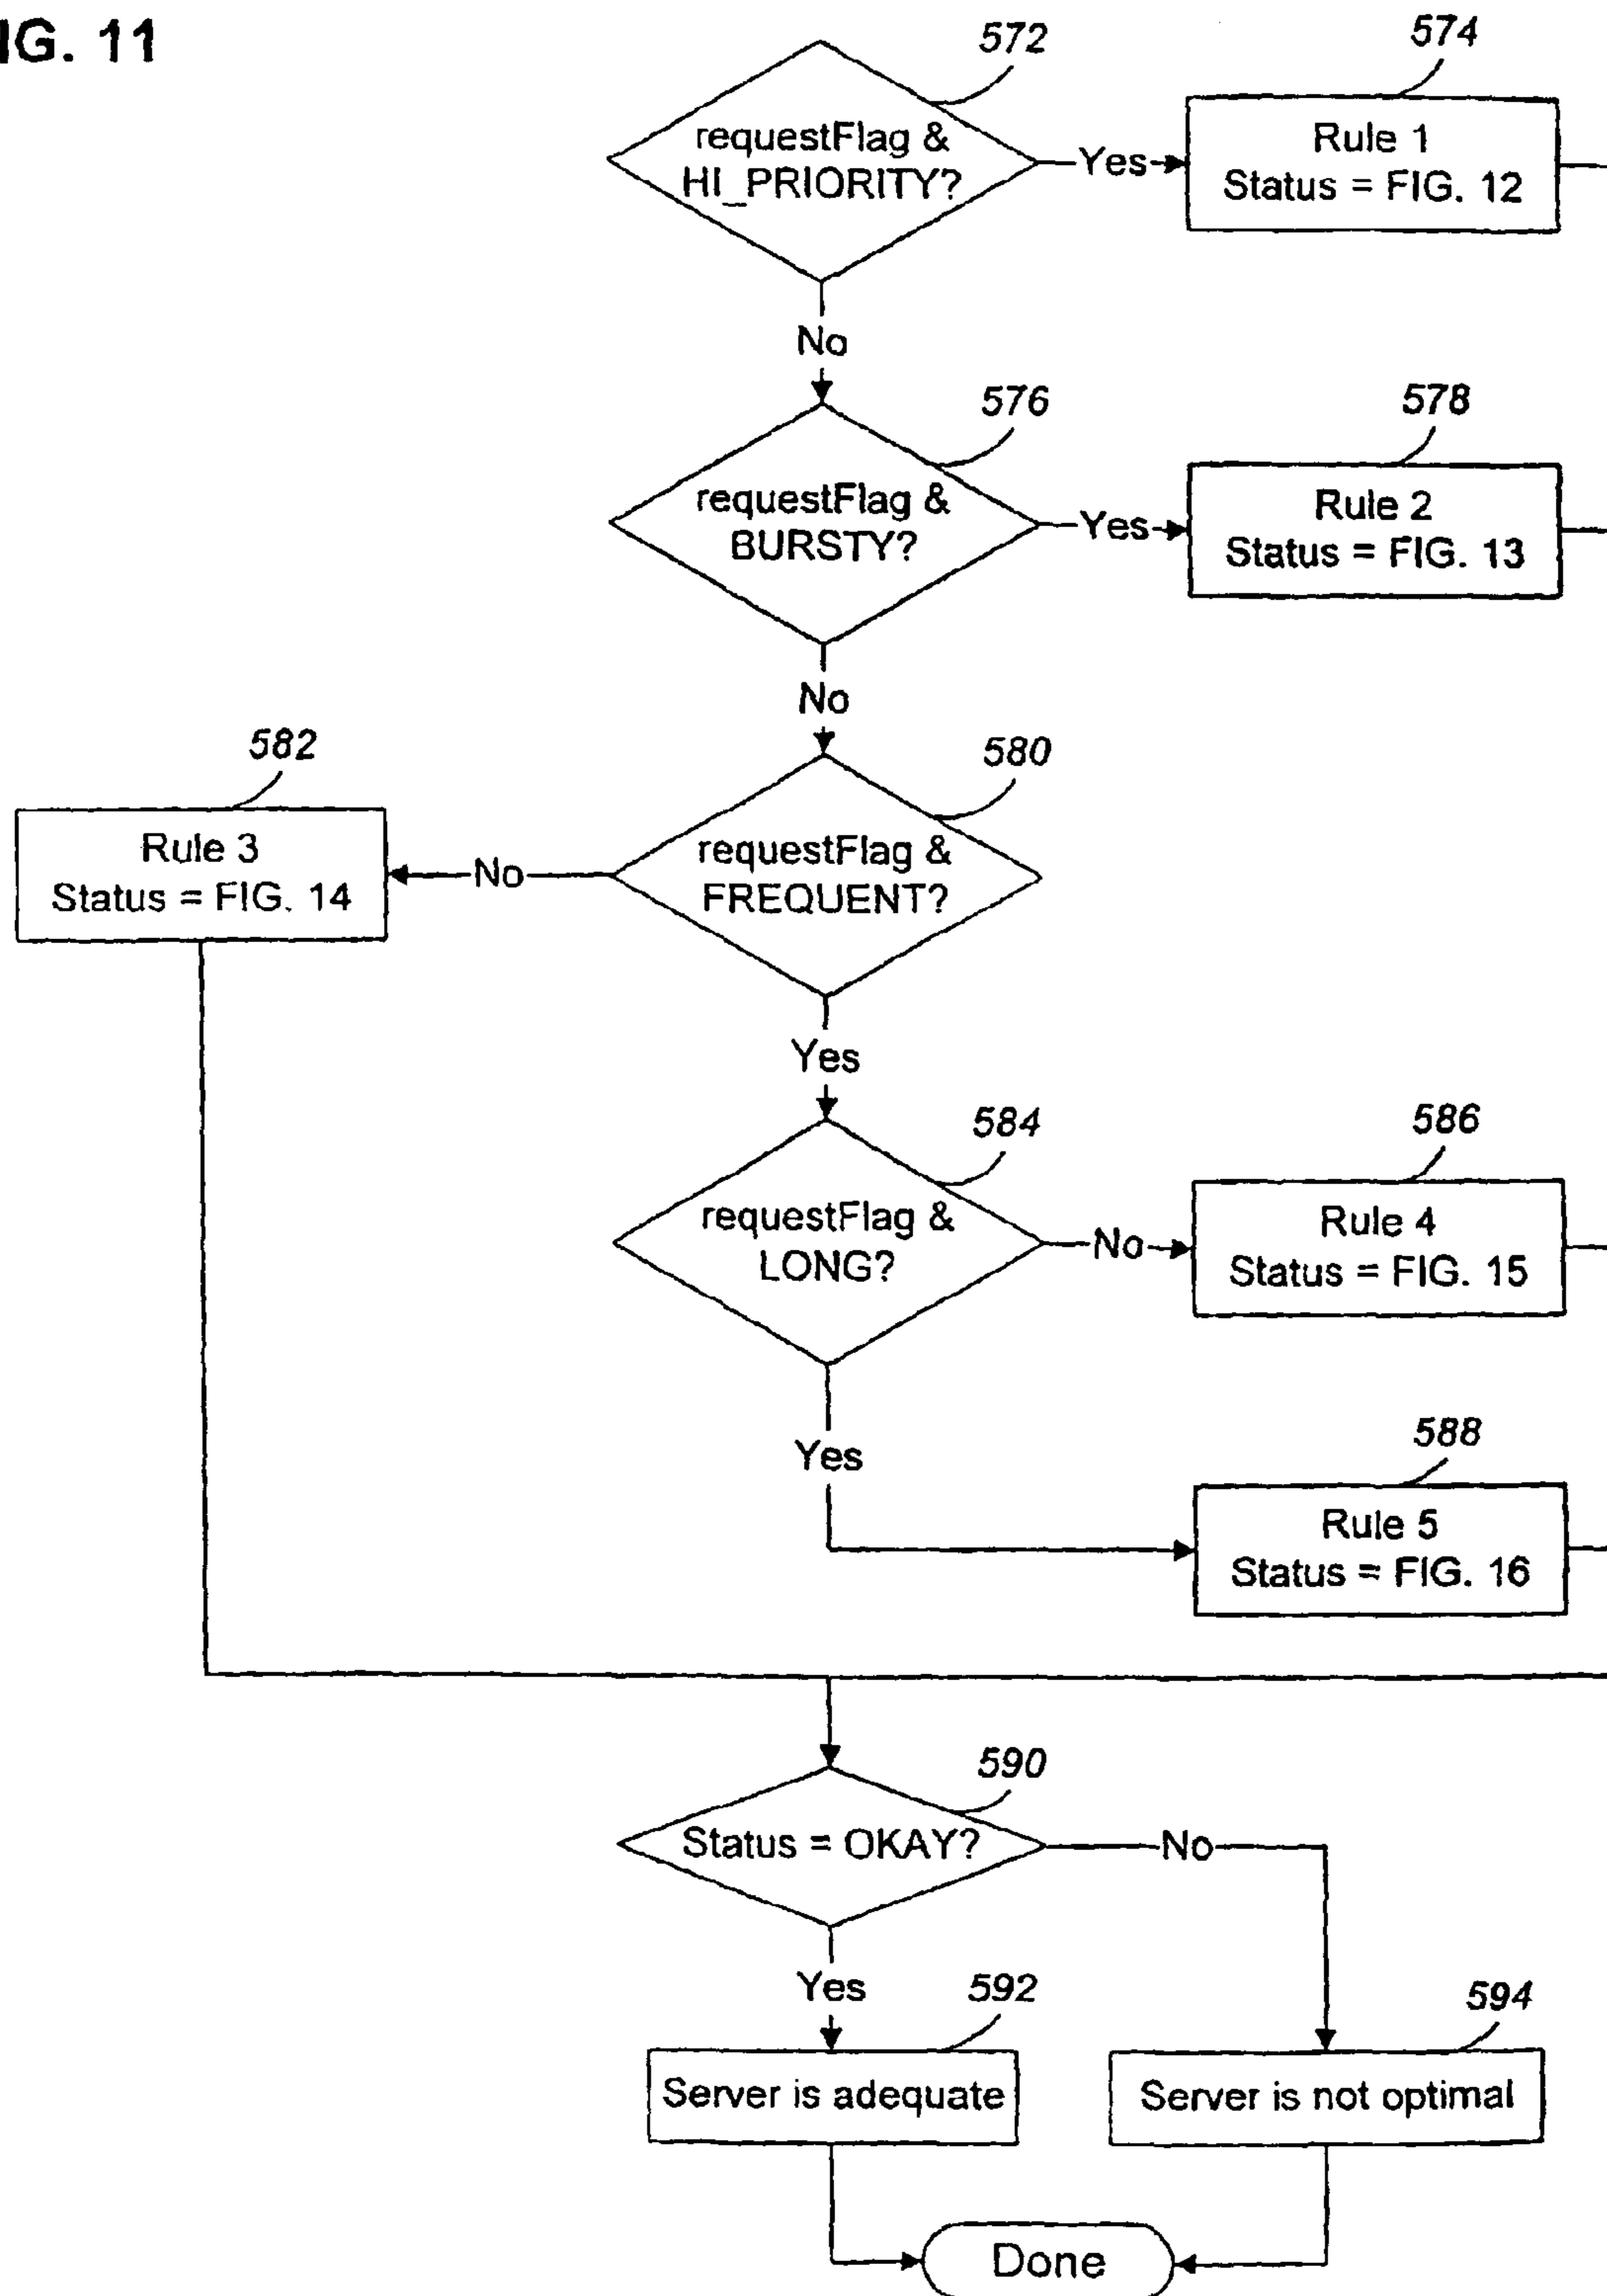 IG. 11
572
requestFlag &
HI_PRIORITY?
Yes
574
Rule 1
Status = FIG. 12
No
576
requestFlag &
BURSTY?
Yes
578
Rule 2
Status = FIG. 13
No
580
requestFlag &
FREQUENT?
No
582
Rule 3
Status = FIG. 14
Yes
584
requestFlag &
LONG?
No
586
Rule 4
Status = FIG. 15
Yes
588
Rule 5
Status = FIG. 16
590
Status = OKAY?
No
Yes
592
Server is adequate
594
Server is not optimal
Done